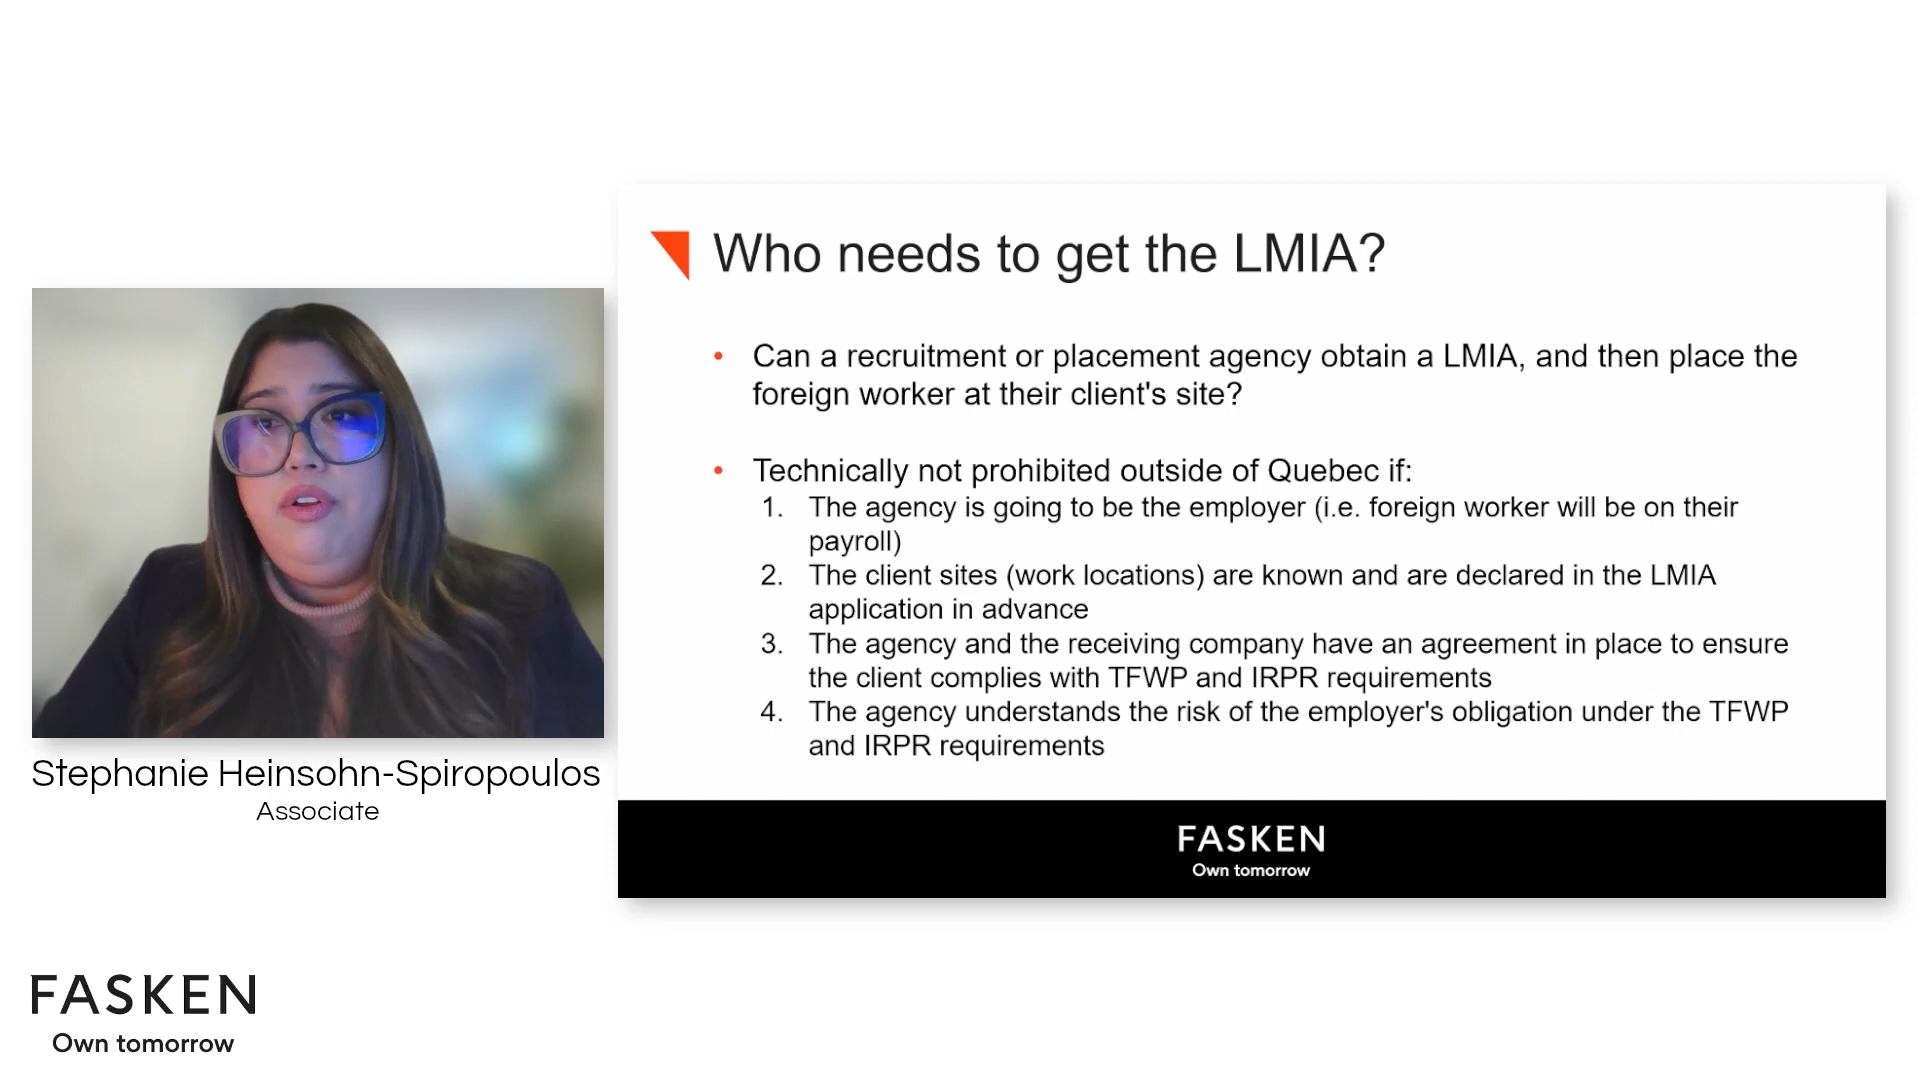 Who needs to get the LMIA?
• Can a recruitment or placement agency obtain a LMIA, and then place the
foreign worker at their client's site?
• Technically not prohibited outside of Quebec if:
1. The agency is going to be the employer (i.e. foreign worker will be on their
payroll)
2. The client sites (work locations) are known and are declared in the LMIA
application in advance
3. The agency and the receiving company have an agreement in place to ensure
the client complies with TFWP and IRPR requirements
4. The agency understands the risk of the employer's obligation under the TFWP
and IRPR requirements
FASKEN
Own tomorrow
Stephanie Heinsohn-Spiropoulos
Associate
FASKEN
Own tomorrow